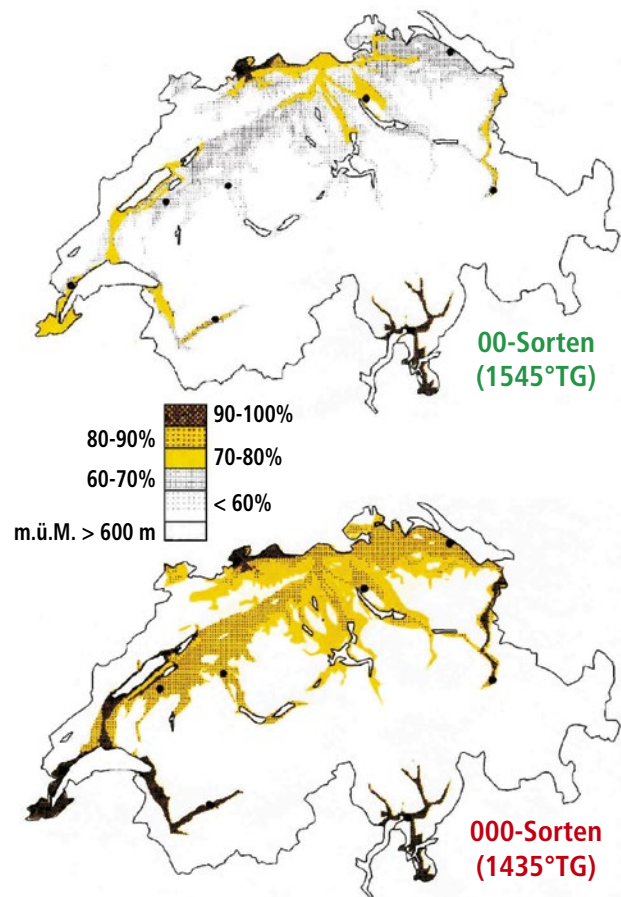 00-Sorten
(1545°TG)
90-100%
80-90%
70-80%
60-70%
< 60%
m.ü.M. > 600 m
000-Sorten
(1435°TG)